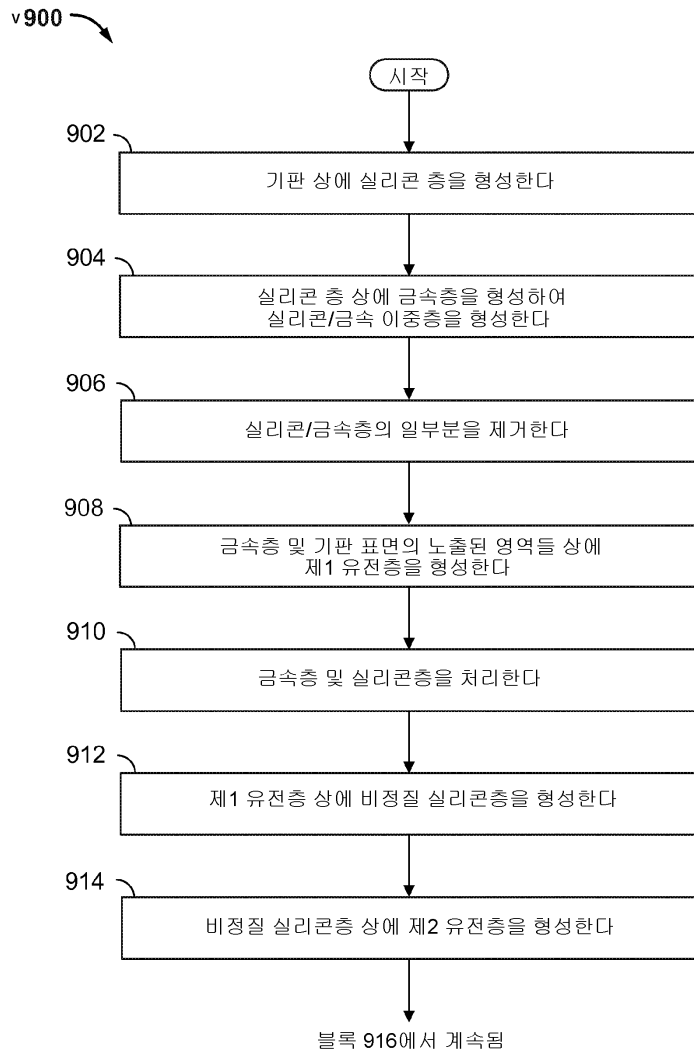 v900
시작
902
기판 상에 실리콘 층을 형성한다
904
실리콘 층 상에 금속층을 형성하여
실리콘/금속 이중층을 형성한다
906
실리콘/금속층의 일부분을 제거한다
908
금속층 및 기판 표면의 노출된 영역들 상에
제1 유전층을 형성한다
910
금속층 및 실리콘층을 처리한다
912
제1 유전층 상에 비정질 실리콘층을 형성한다
914
비정질 실리콘층 상에 제2 유전층을 형성한다
블록 916에서 계속됨